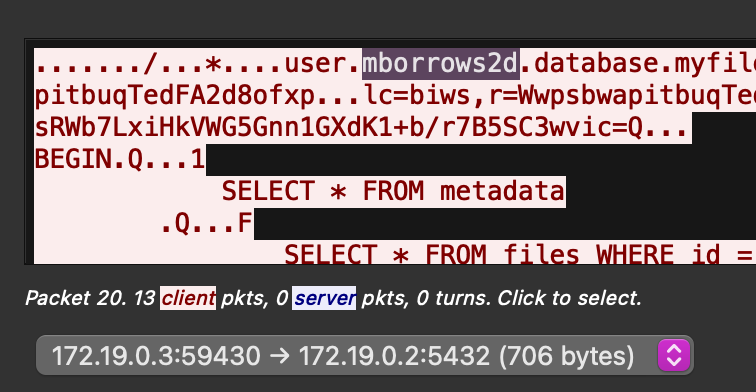 ......./...*....user.mborrows2d.database.myfil
pitbuqTedFA2d8ofxp...lc=biws,r=WwpsbwapitbuqTe
sRWb7LxiHkVWG5Gnn1GXdK1+b/r7B5SC3wvic=Q...
BEGIN.Q...1
SELECT * FROM metadata
.Q...F
SELECT * FROM files WHERE id =
Packet 20. 13 client pkts, 0 server pkts, 0 turns. Click to select.
172.19.0.3:59430 → 172.19.0.2:5432 (706 bytes)